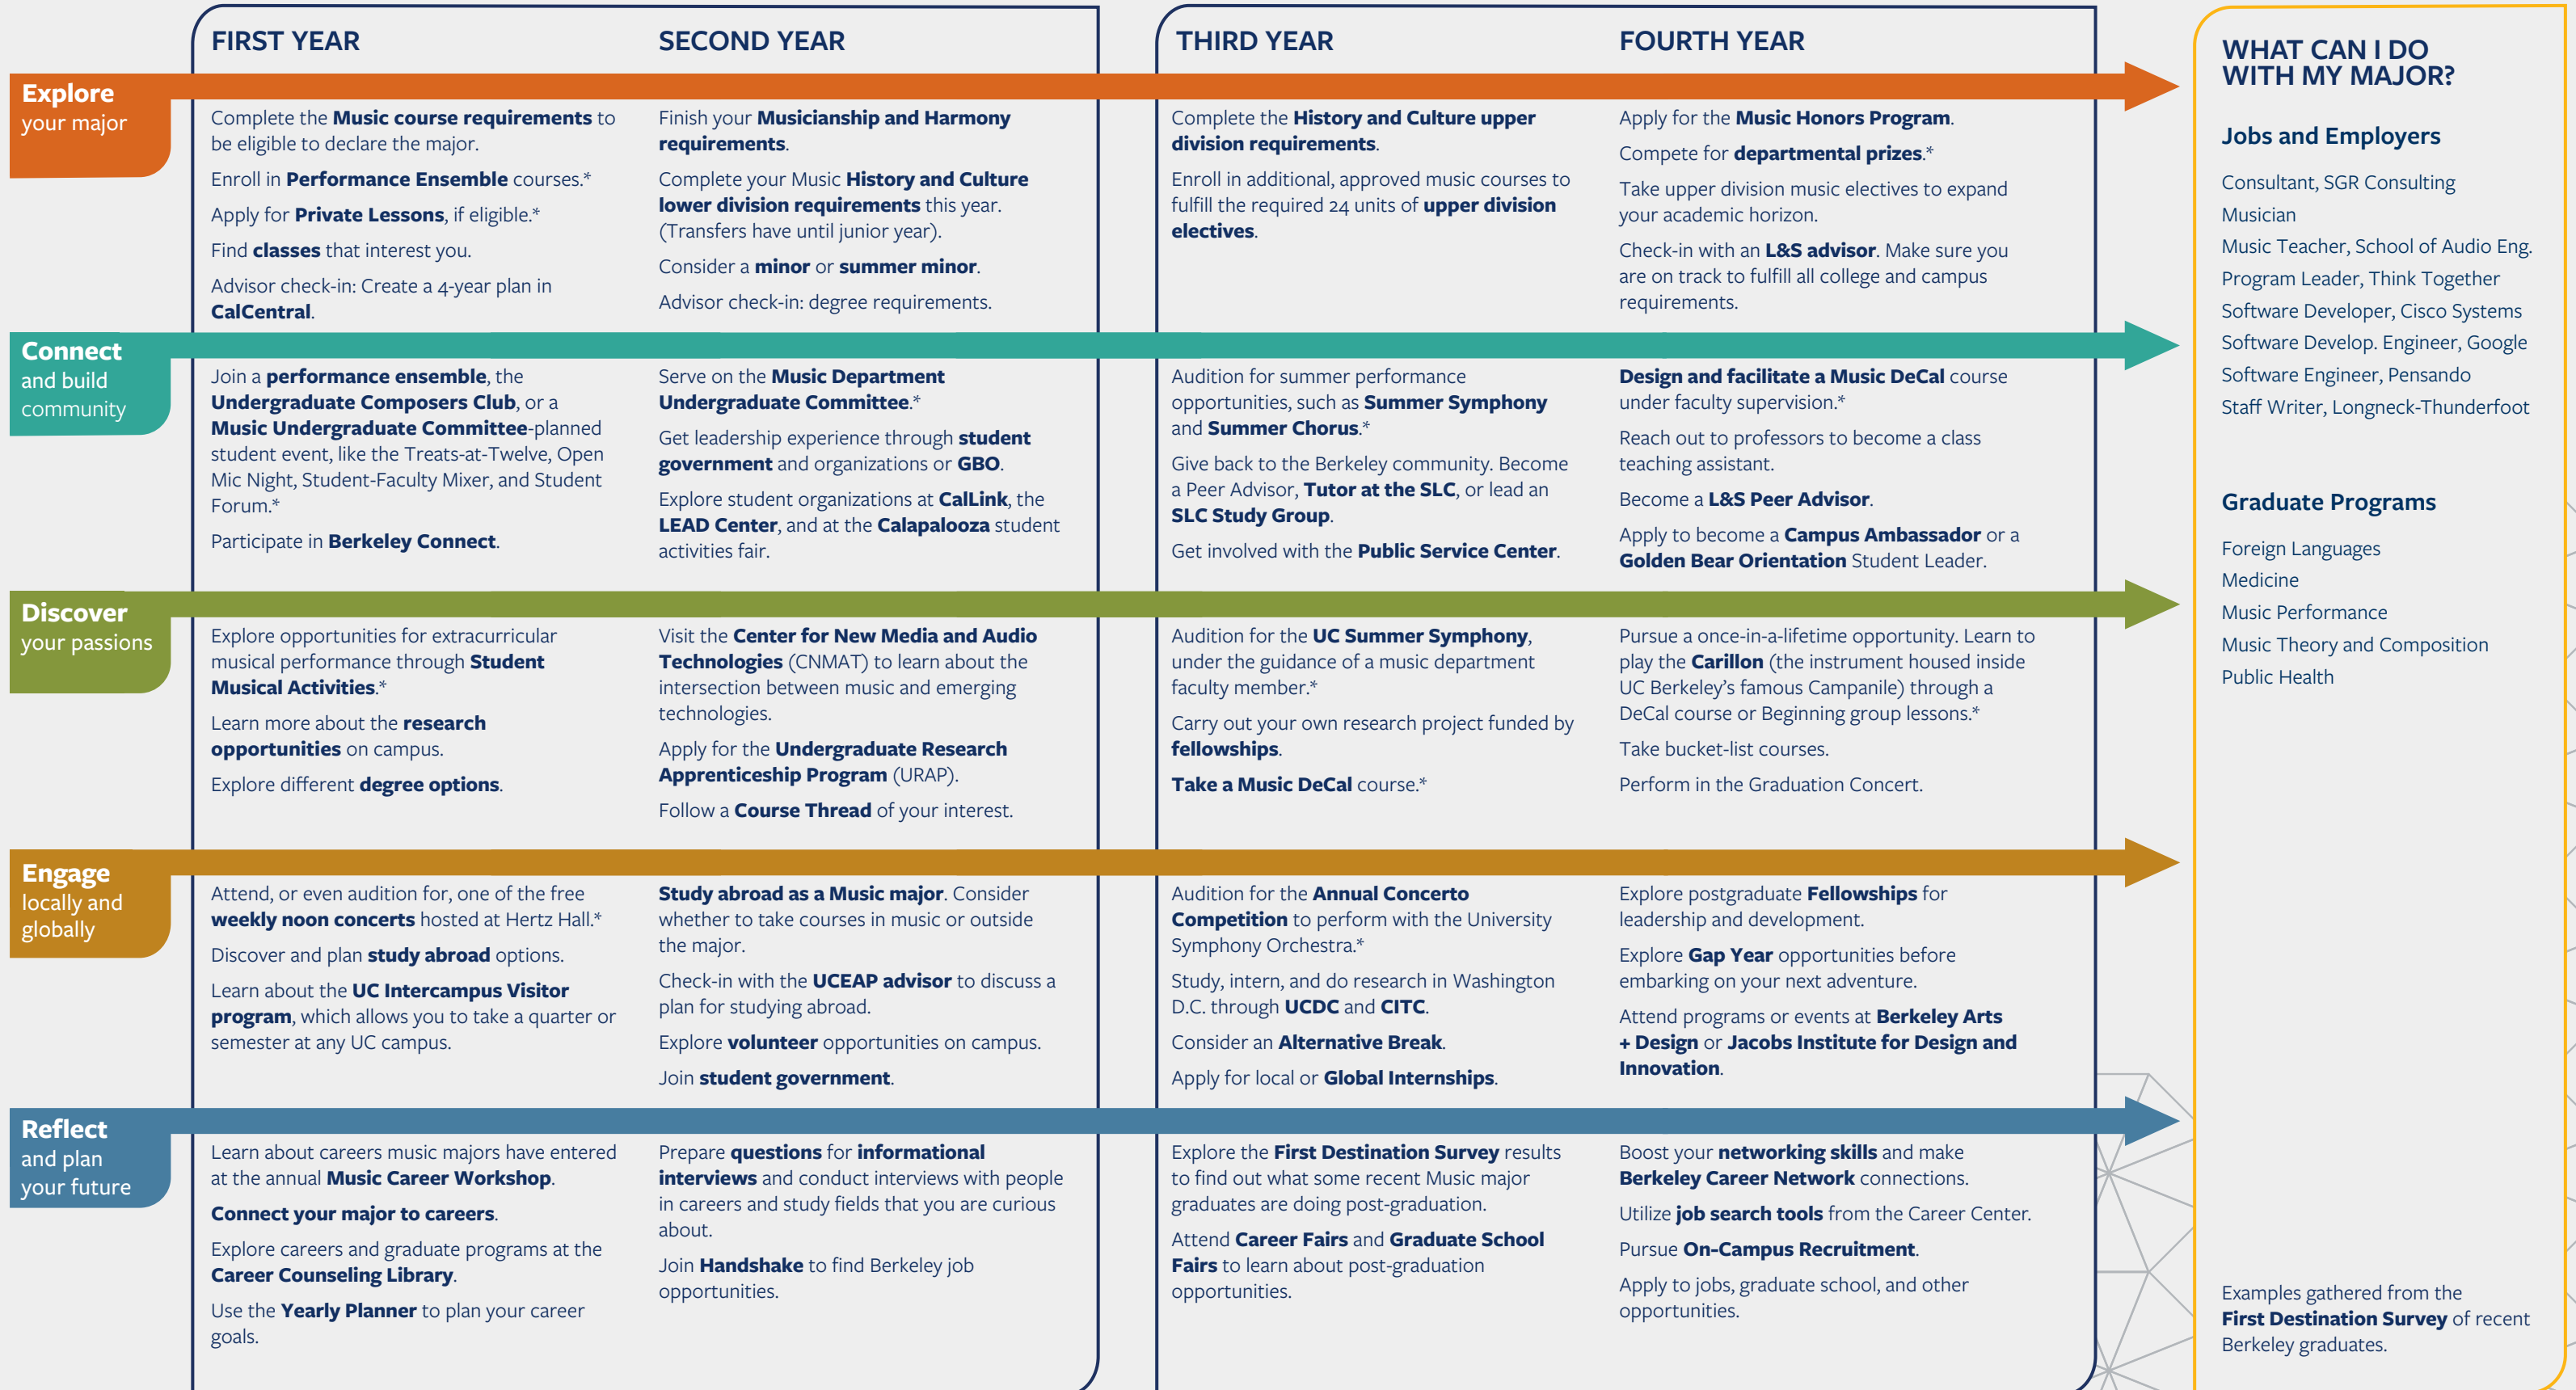 FIRST YEAR
SECOND YEAR
THIRD YEAR
FOURTH YEAR
Explore
your major
Complete the Music course requirements to
be eligible to declare the major.
Enroll in Performance Ensemble courses.*
Apply for Private Lessons, if eligible.*
Find classes that interest you.
Advisor check-in: Create a 4-year plan in
CalCentral.
Finish your Musicianship and Harmony
requirements.
Complete your Music History and Culture
lower division requirements this year.
(Transfers have until junior year).
Consider a minor or summer minor.
Advisor check-in: degree requirements.
Complete the History and Culture upper
division requirements.
Enroll in additional, approved music courses to
fulfill the required 24 units of upper division
electives.
Apply for the Music Honors Program.
Compete for departmental prizes.*
Take upper division music electives to expand
your academic horizon.
Check-in with an L&S advisor. Make sure you
are on track to fulfill all college and campus
requirements.
Connect
and build
community
Join a performance ensemble, the
Undergraduate Composers Club, or a
Music Undergraduate Committee-planned
student event, like the Treats-at-Twelve, Open
Mic Night, Student-Faculty Mixer, and Student
Forum.*
Participate in Berkeley Connect.
Serve on the Music Department
Undergraduate Committee.*
Get leadership experience through student
government and organizations or GBO.
Explore student organizations at CalLink, the
LEAD Center, and at the Calapalooza student
activities fair.
Audition for summer performance
opportunities, such as Summer Symphony
and Summer Chorus.*
Give back to the Berkeley community. Become
a Peer Advisor, Tutor at the SLC, or lead an
SLC Study Group.
Get involved with the Public Service Center.
Design and facilitate a Music DeCal course
under faculty supervision.*
Reach out to professors to become a class
teaching assistant.
Become a L&S Peer Advisor.
Apply to become a Campus Ambassador or a
Golden Bear Orientation Student Leader.
Discover
your passions
Explore opportunities for extracurricular
musical performance through Student
Musical Activities.*
Learn more about the research
opportunities on campus.
Explore different degree options.
Visit the Center for New Media and Audio
Technologies (CNMAT) to learn about the
intersection between music and emerging
technologies.
Apply for the Undergraduate Research
Apprenticeship Program (URAP).
Follow a Course Thread of your interest.
Audition for the UC Summer Symphony,
under the guidance of a music department
faculty member.*
Carry out your own research project funded by
fellowships.
Take a Music DeCal course.*
Pursue a once-in-a-lifetime opportunity. Learn to
play the Carillon (the instrument housed inside
UC Berkeley's famous Campanile) through a
DeCal course or Beginning group lessons.*
Take bucket-list courses.
Perform in the Graduation Concert.
Engage
locally and
globally
Attend, or even audition for, one of the free
weekly noon concerts hosted at Hertz Hall.*
Discover and plan study abroad options.
Learn about the UC Intercampus Visitor
program, which allows you to take a quarter or
semester at any UC campus.
Study abroad as a Music major. Consider
whether to take courses in music or outside
the major.
Check-in with the UCEAP advisor to discuss a
plan for studying abroad.
Explore volunteer opportunities on campus.
Join student government.
Audition for the Annual Concerto
Competition to perform with the University
Symphony Orchestra.*
Study, intern, and do research in Washington
D.C. through UCDC and CITC.
Consider an Alternative Break.
Apply for local or Global Internships.
Explore postgraduate Fellowships for
leadership and development.
Explore Gap Year opportunities before
embarking on your next adventure.
Attend programs or events at Berkeley Arts
+ Design or Jacobs Institute for Design and
Innovation.
Reflect
and plan
your future
Learn about careers music majors have entered
at the annual Music Career Workshop.
Connect your major to careers.
Explore careers and graduate programs at the
Career Counseling Library.
Use the Yearly Planner to plan your career
goals.
Prepare questions for informational
interviews and conduct interviews with people
in careers and study fields that you are curious
about.
Join Handshake to find Berkeley job
opportunities.
Explore the First Destination Survey results
to find out what some recent Music major
graduates are doing post-graduation.
Attend Career Fairs and Graduate School
Fairs to learn about post-graduation
opportunities.
Boost your networking skills and make
Berkeley Career Network connections.
Utilize job search tools from the Career Center.
Pursue On-Campus Recruitment.
Apply to jobs, graduate school, and other
opportunities.
WHAT CAN I DO
WITH MY MAJOR?
Jobs and Employers
Consultant, SGR Consulting
Musician
Music Teacher, School of Audio Eng.
Program Leader, Think Together
Software Developer, Cisco Systems
Software Develop. Engineer, Google
Software Engineer, Pensando
Staff Writer, Longneck-Thunderfoot
Graduate Programs
Foreign Languages
Medicine
Music Performance
Music Theory and Composition
Public Health
Examples gathered from the
First Destination Survey of recent
Berkeley graduates.